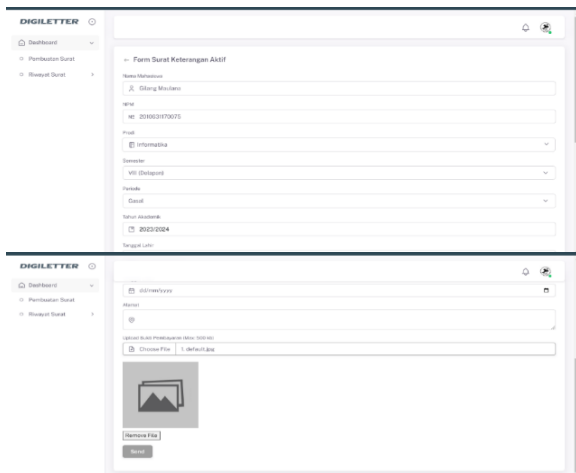 DIGILETTER
Dashboard
Pembuatan Surat
Riwayat Surat
← Form Surat Keterangan Aktif
Nama Mahasiswa
Gilang Maulana
NPM
Prodi
Informatika
Semester
VIII (Delapan)
Periode
Ganjil
Tahun Akademik
2023/2024
Tanggal Lahir
DIGILETTER
Dashboard
Pembuatan Surat
Riwayat Surat
dd/mm/yyyy
Alamat
Upload Bukti Pembayaran (Max: 500 kb)
Choose File 1. default.jpg
Remove File
Send